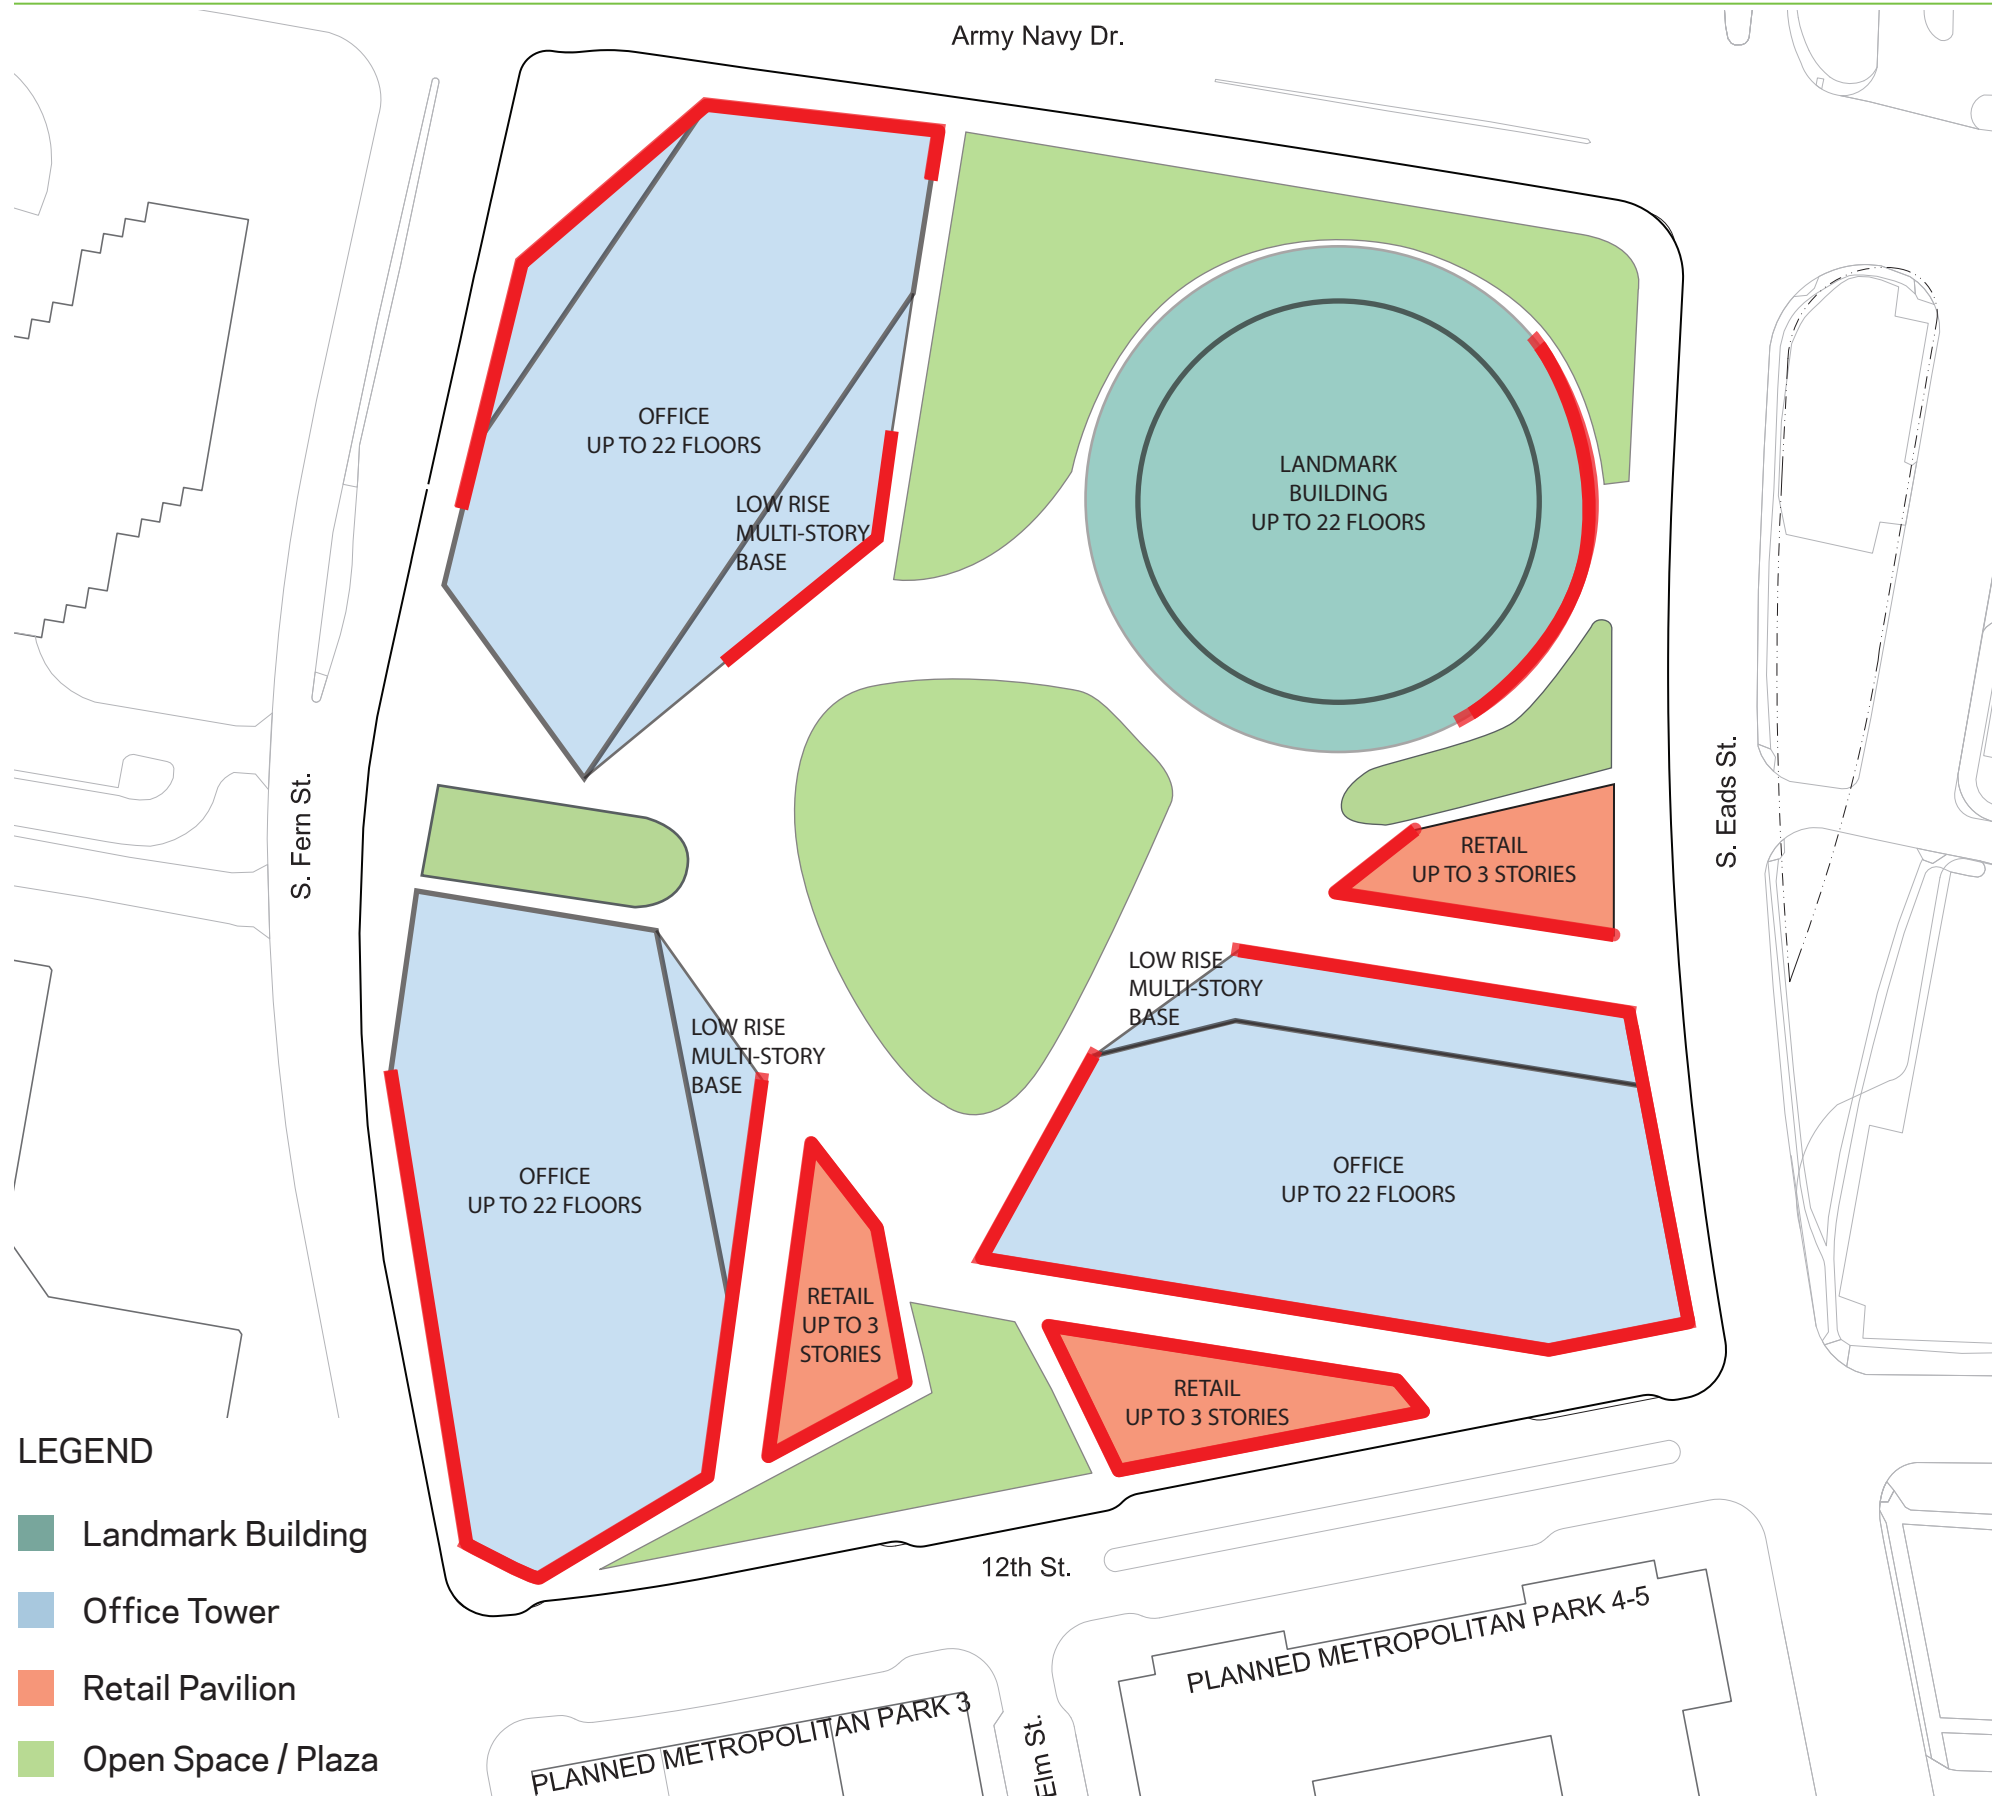 Army Navy Dr.
OFFICE
UP TO 22 FLOORS
LOW RISE
MULTI-STORY
BASE
LANDMARK
BUILDING
UP TO 22 FLOORS
S. Fern St.
S. Eads St.
RETAIL
UP TO 3 STORIES
LOW RISE
MULTI-STORY
BASE
LOW RISE
MULTI-STORY
BASE
OFFICE
UP TO 22 FLOORS
OFFICE
UP TO 22 FLOORS
RETAIL
UP TO 3
STORIES
RETAIL
UP TO 3 STORIES
12th St.
LEGEND
Landmark Building
Office Tower
Retail Pavilion
Open Space / Plaza
PLANNED METROPOLITAN PARK 3
Elm St.
PLANNED METROPOLITAN PARK 4-5